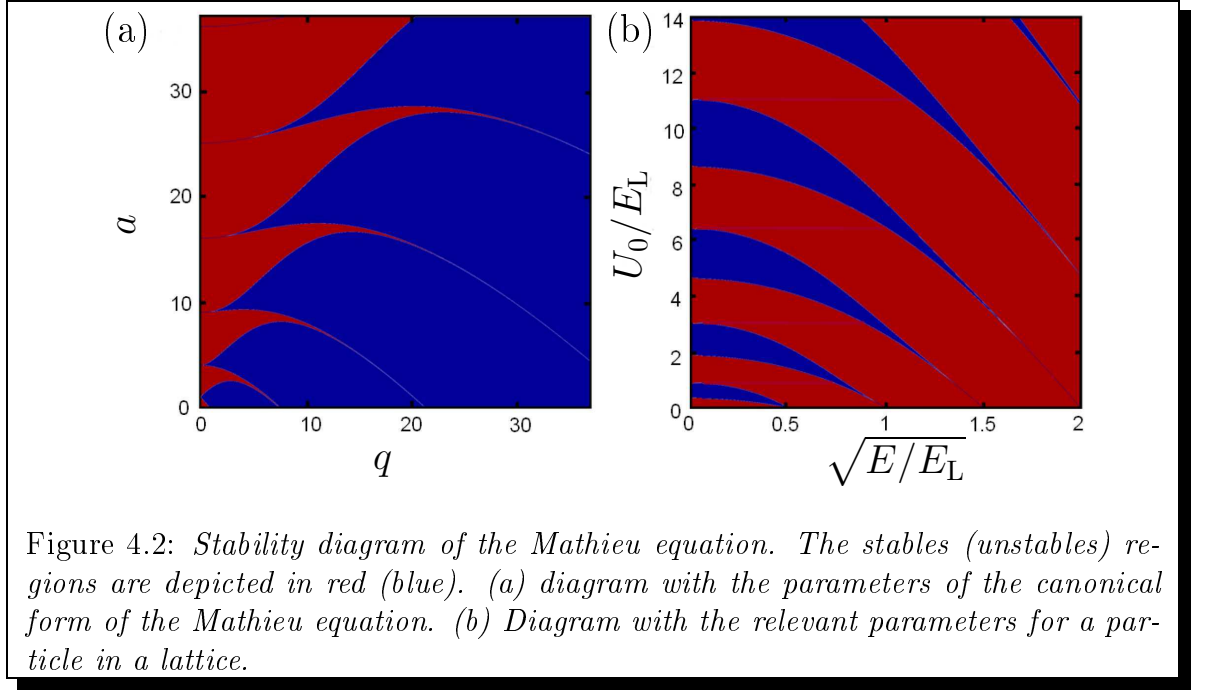 (a)
30
20
10
0
a
0 10 20 30
q
(b)
14
12
10
8
6
4
2
0
U₀/E_L
0 0.5 1 1.5 2
√E/E_L
Figure 4.2: Stability diagram of the Mathieu equation. The stables (unstables) re-
gions are depicted in red (blue). (a) diagram with the parameters of the canonical
form of the Mathieu equation. (b) Diagram with the relevant parameters for a par-
ticle in a lattice.